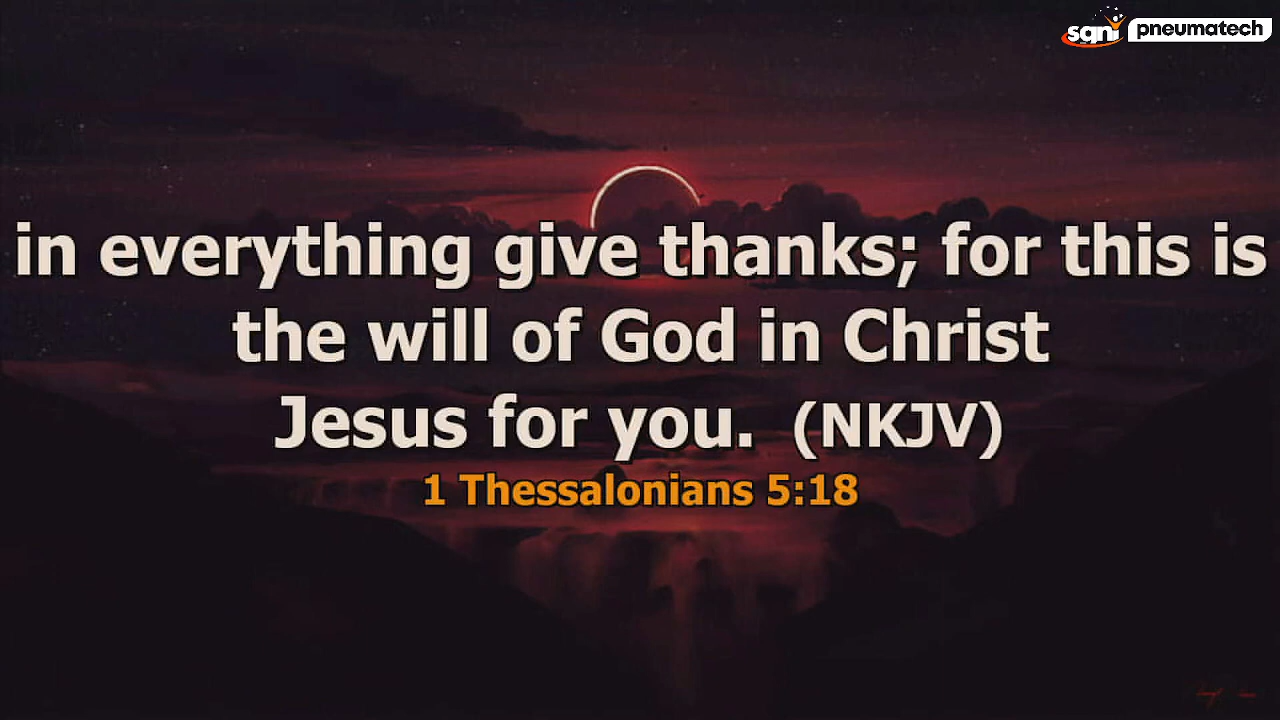 sqni pneumatech
in everything give thanks; for this is
the will of God in Christ
Jesus for you.  (NKJV)
1 Thessalonians 5:18